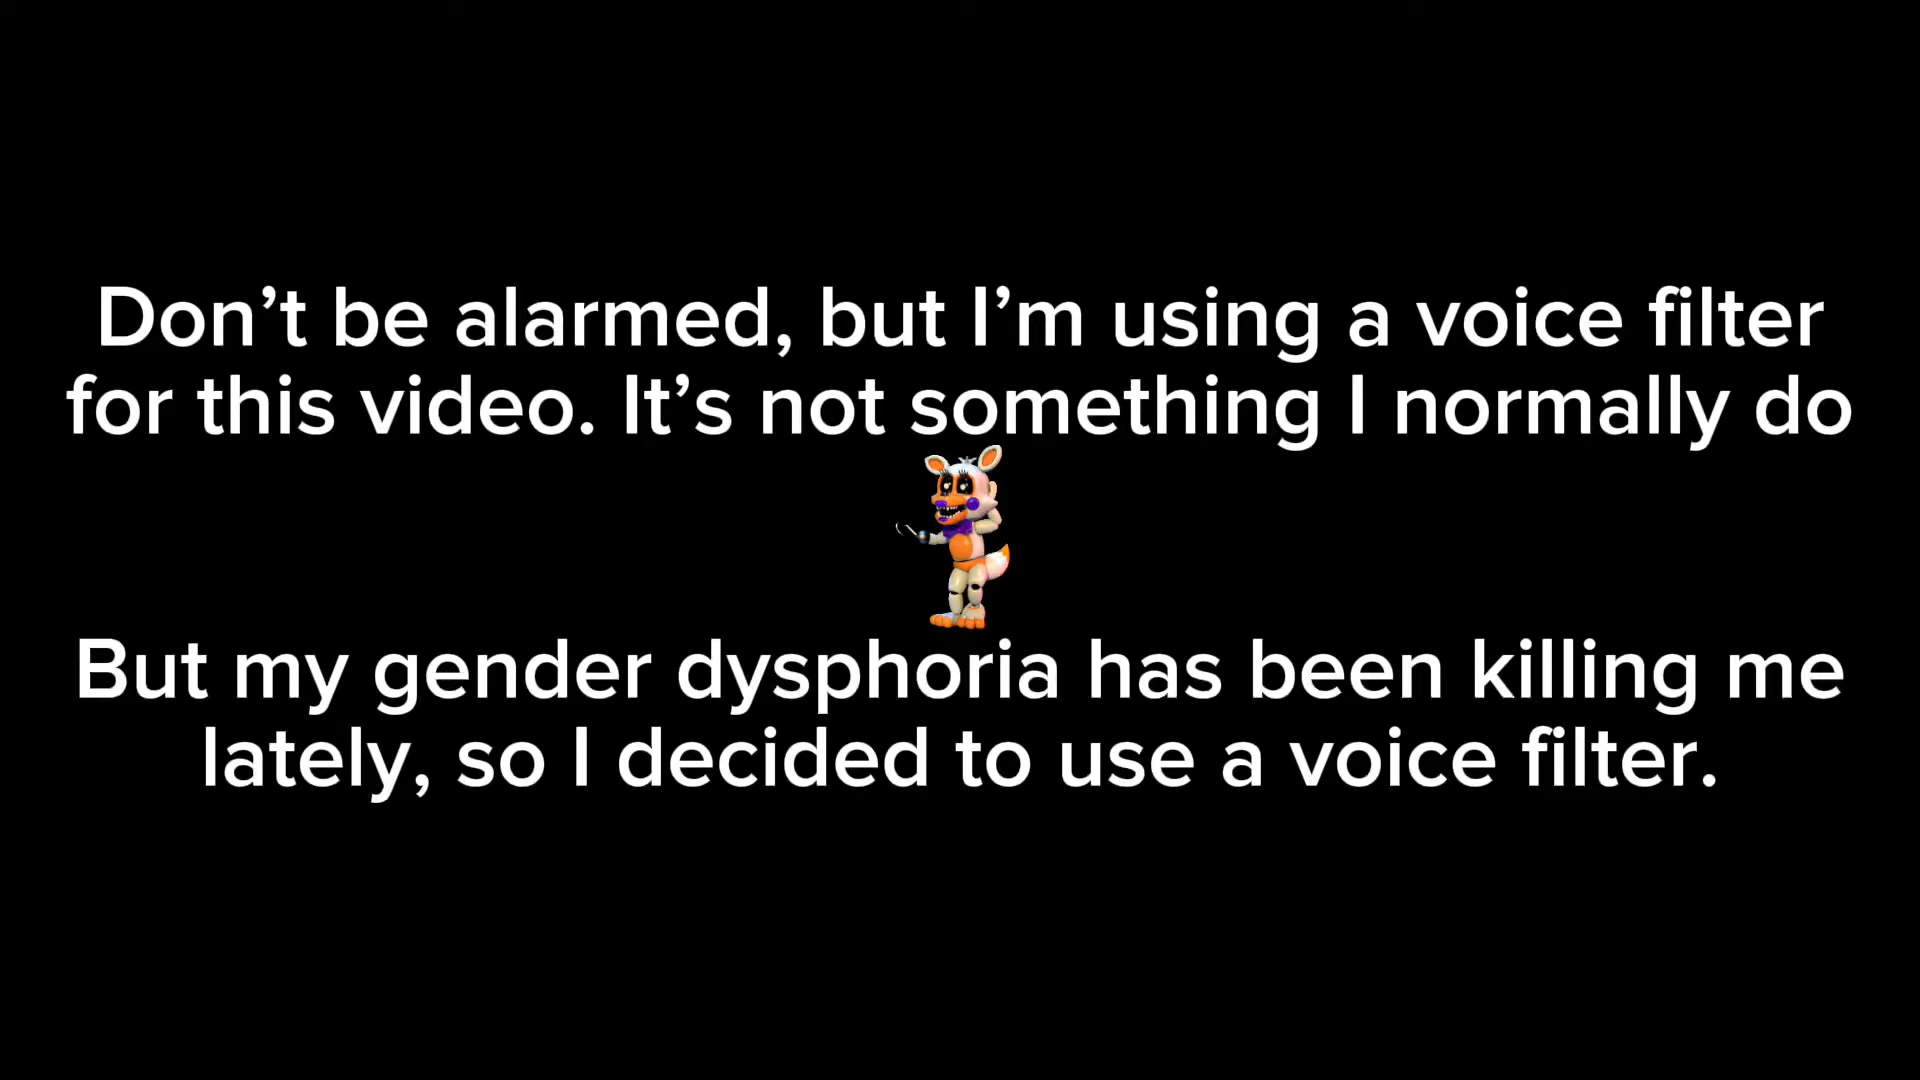 Don’t be alarmed, but I’m using a voice filter
for this video. It’s not something I normally do
But my gender dysphoria has been killing me
lately, so I decided to use a voice filter.